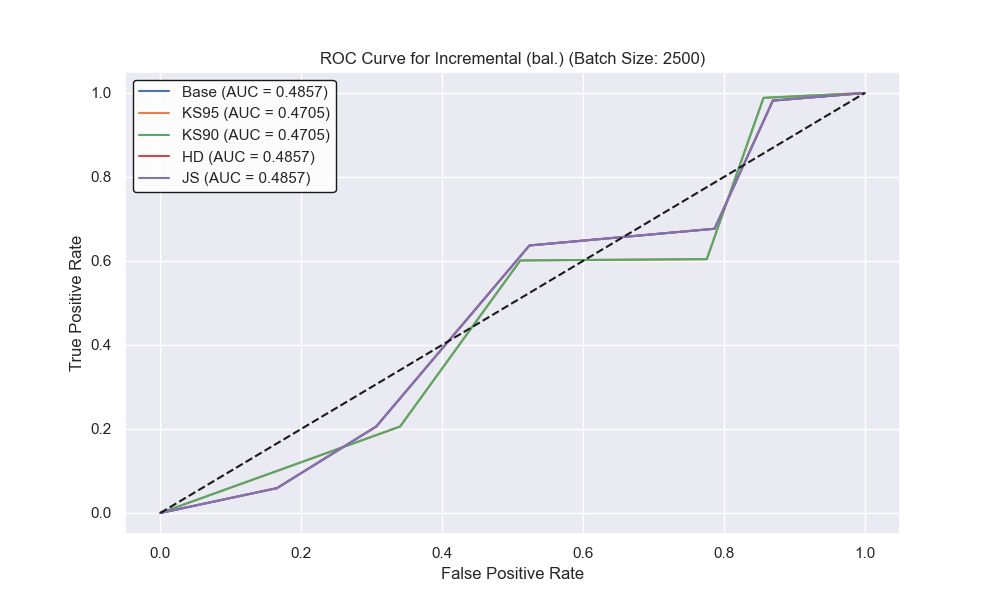 ROC Curve for Incremental (bal.) (Batch Size: 2500)
Base (AUC = 0.4857)
KS95 (AUC = 0.4705)
KS90 (AUC = 0.4705)
HD (AUC = 0.4857)
JS (AUC = 0.4857)
True Positive Rate
1.0
0.8
0.6
0.4
0.2
0.0
0.0 0.2 0.4 0.6 0.8 1.0
False Positive Rate